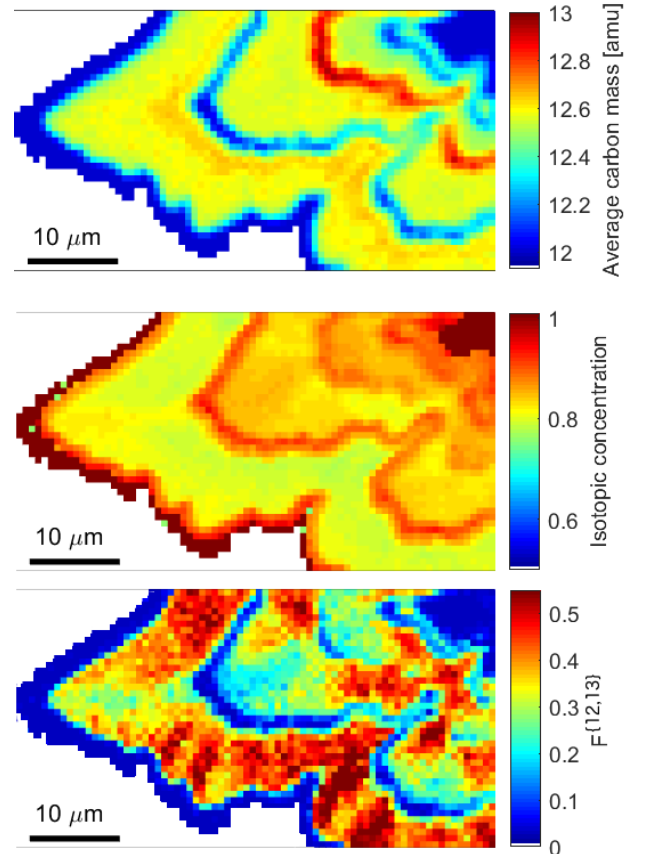 13
12.8
12.6
12.4
12.2
12
Average carbon mass [amu]
10 μm
1
0.8
0.6
Isotopic concentration
10 μm
0.5
0.4
0.3
0.2
0.1
0
F{12,13}
10 μm